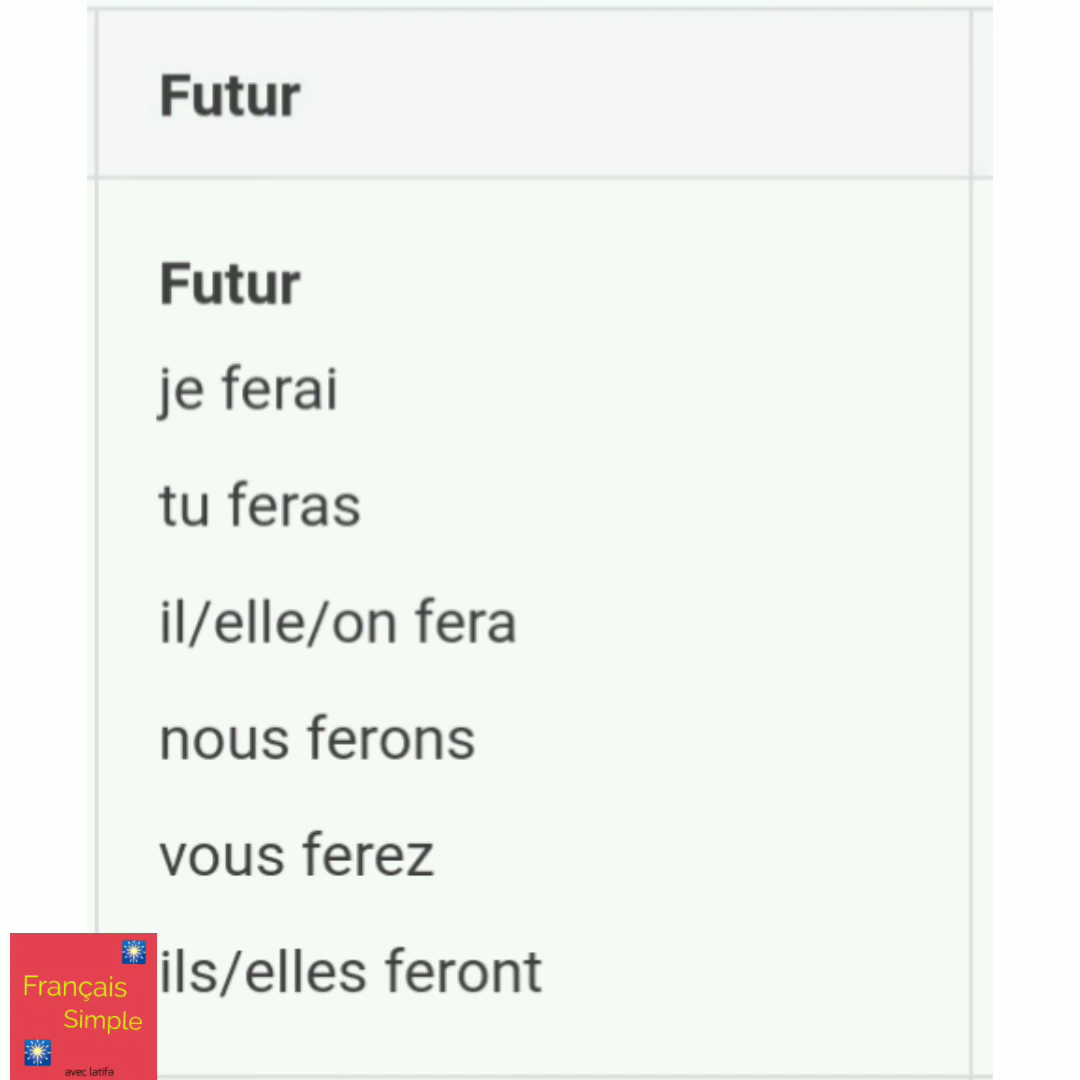 Futur
Futur
je ferai
tu feras
il/elle/on fera
nous ferons
vous ferez
ils/elles feront
Français
Simple
avec latifa